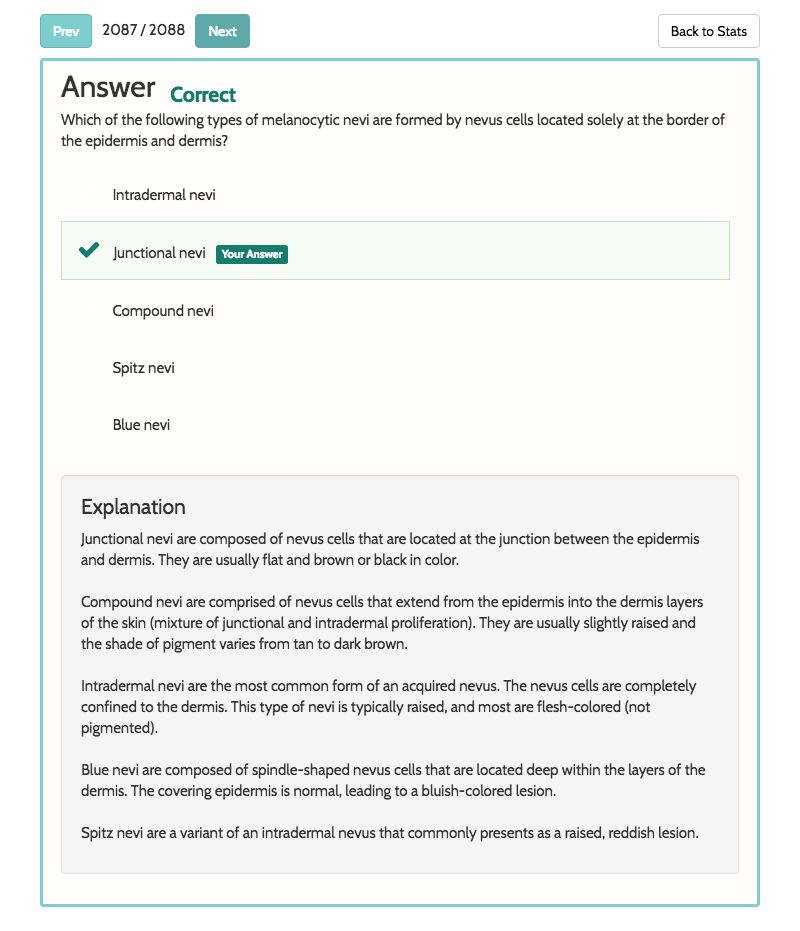 Prev 2087 / 2088 Next Back to Stats
Answer Correct
Which of the following types of melanocytic nevi are formed by nevus cells located solely at the border of
the epidermis and dermis?
Intradermal nevi
Junctional nevi Your Answer
Compound nevi
Spitz nevi
Blue nevi
Explanation
Junctional nevi are composed of nevus cells that are located at the junction between the epidermis
and dermis. They are usually flat and brown or black in color.
Compound nevi are comprised of nevus cells that extend from the epidermis into the dermis layers
of the skin (mixture of junctional and intradermal proliferation). They are usually slightly raised and
the shade of pigment varies from tan to dark brown.
Intradermal nevi are the most common form of an acquired nevus. The nevus cells are completely
confined to the dermis. This type of nevi is typically raised, and most are flesh-colored (not
pigmented).
Blue nevi are composed of spindle-shaped nevus cells that are located deep within the layers of the
dermis. The covering epidermis is normal, leading to a bluish-colored lesion.
Spitz nevi are a variant of an intradermal nevus that commonly presents as a raised, reddish lesion.